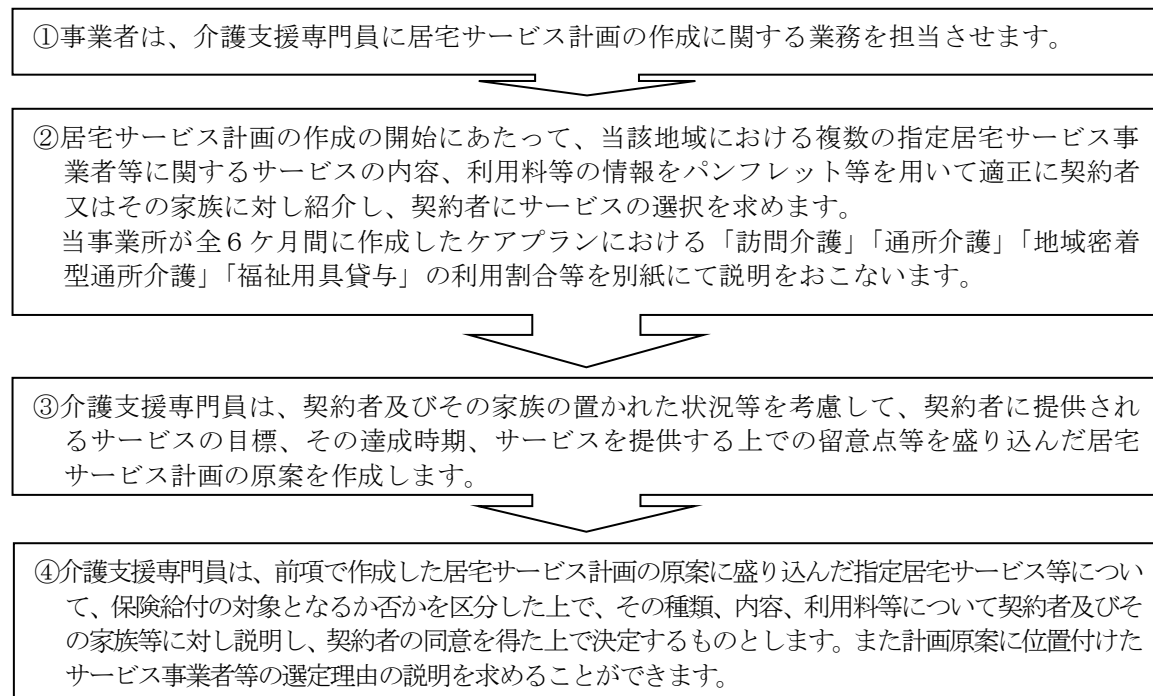 ①事業者は、介護支援専門員に居宅サービス計画の作成に関する業務を担当させます。
②居宅サービス計画の作成の開始にあたって、当該地域における複数の指定居宅サービス事
業者等に関するサービスの内容、利用料等の情報をパンフレット等を用いて適正に契約者
又はその家族に対し紹介し、契約者にサービスの選択を求めます。
当事業所が全６ケ月間に作成したケアプランにおける「訪問介護」「通所介護」「地域密着
型通所介護」「福祉用具貸与」の利用割合等を別紙にて説明をおこないます。
③介護支援専門員は、契約者及びその家族の置かれた状況等を考慮して、契約者に提供され
るサービスの目標、その達成時期、サービスを提供する上での留意点等を盛り込んだ居宅
サービス計画の原案を作成します。
④介護支援専門員は、前項で作成した居宅サービス計画の原案に盛り込んだ指定居宅サービス等につい
て、保険給付の対象となるか否かを区分した上で、その種類、内容、利用料等について契約者及びそ
の家族等に対し説明し、契約者の同意を得た上で決定するものとします。また計画原案に位置付けた
サービス事業者等の選定理由の説明を求めることができます。